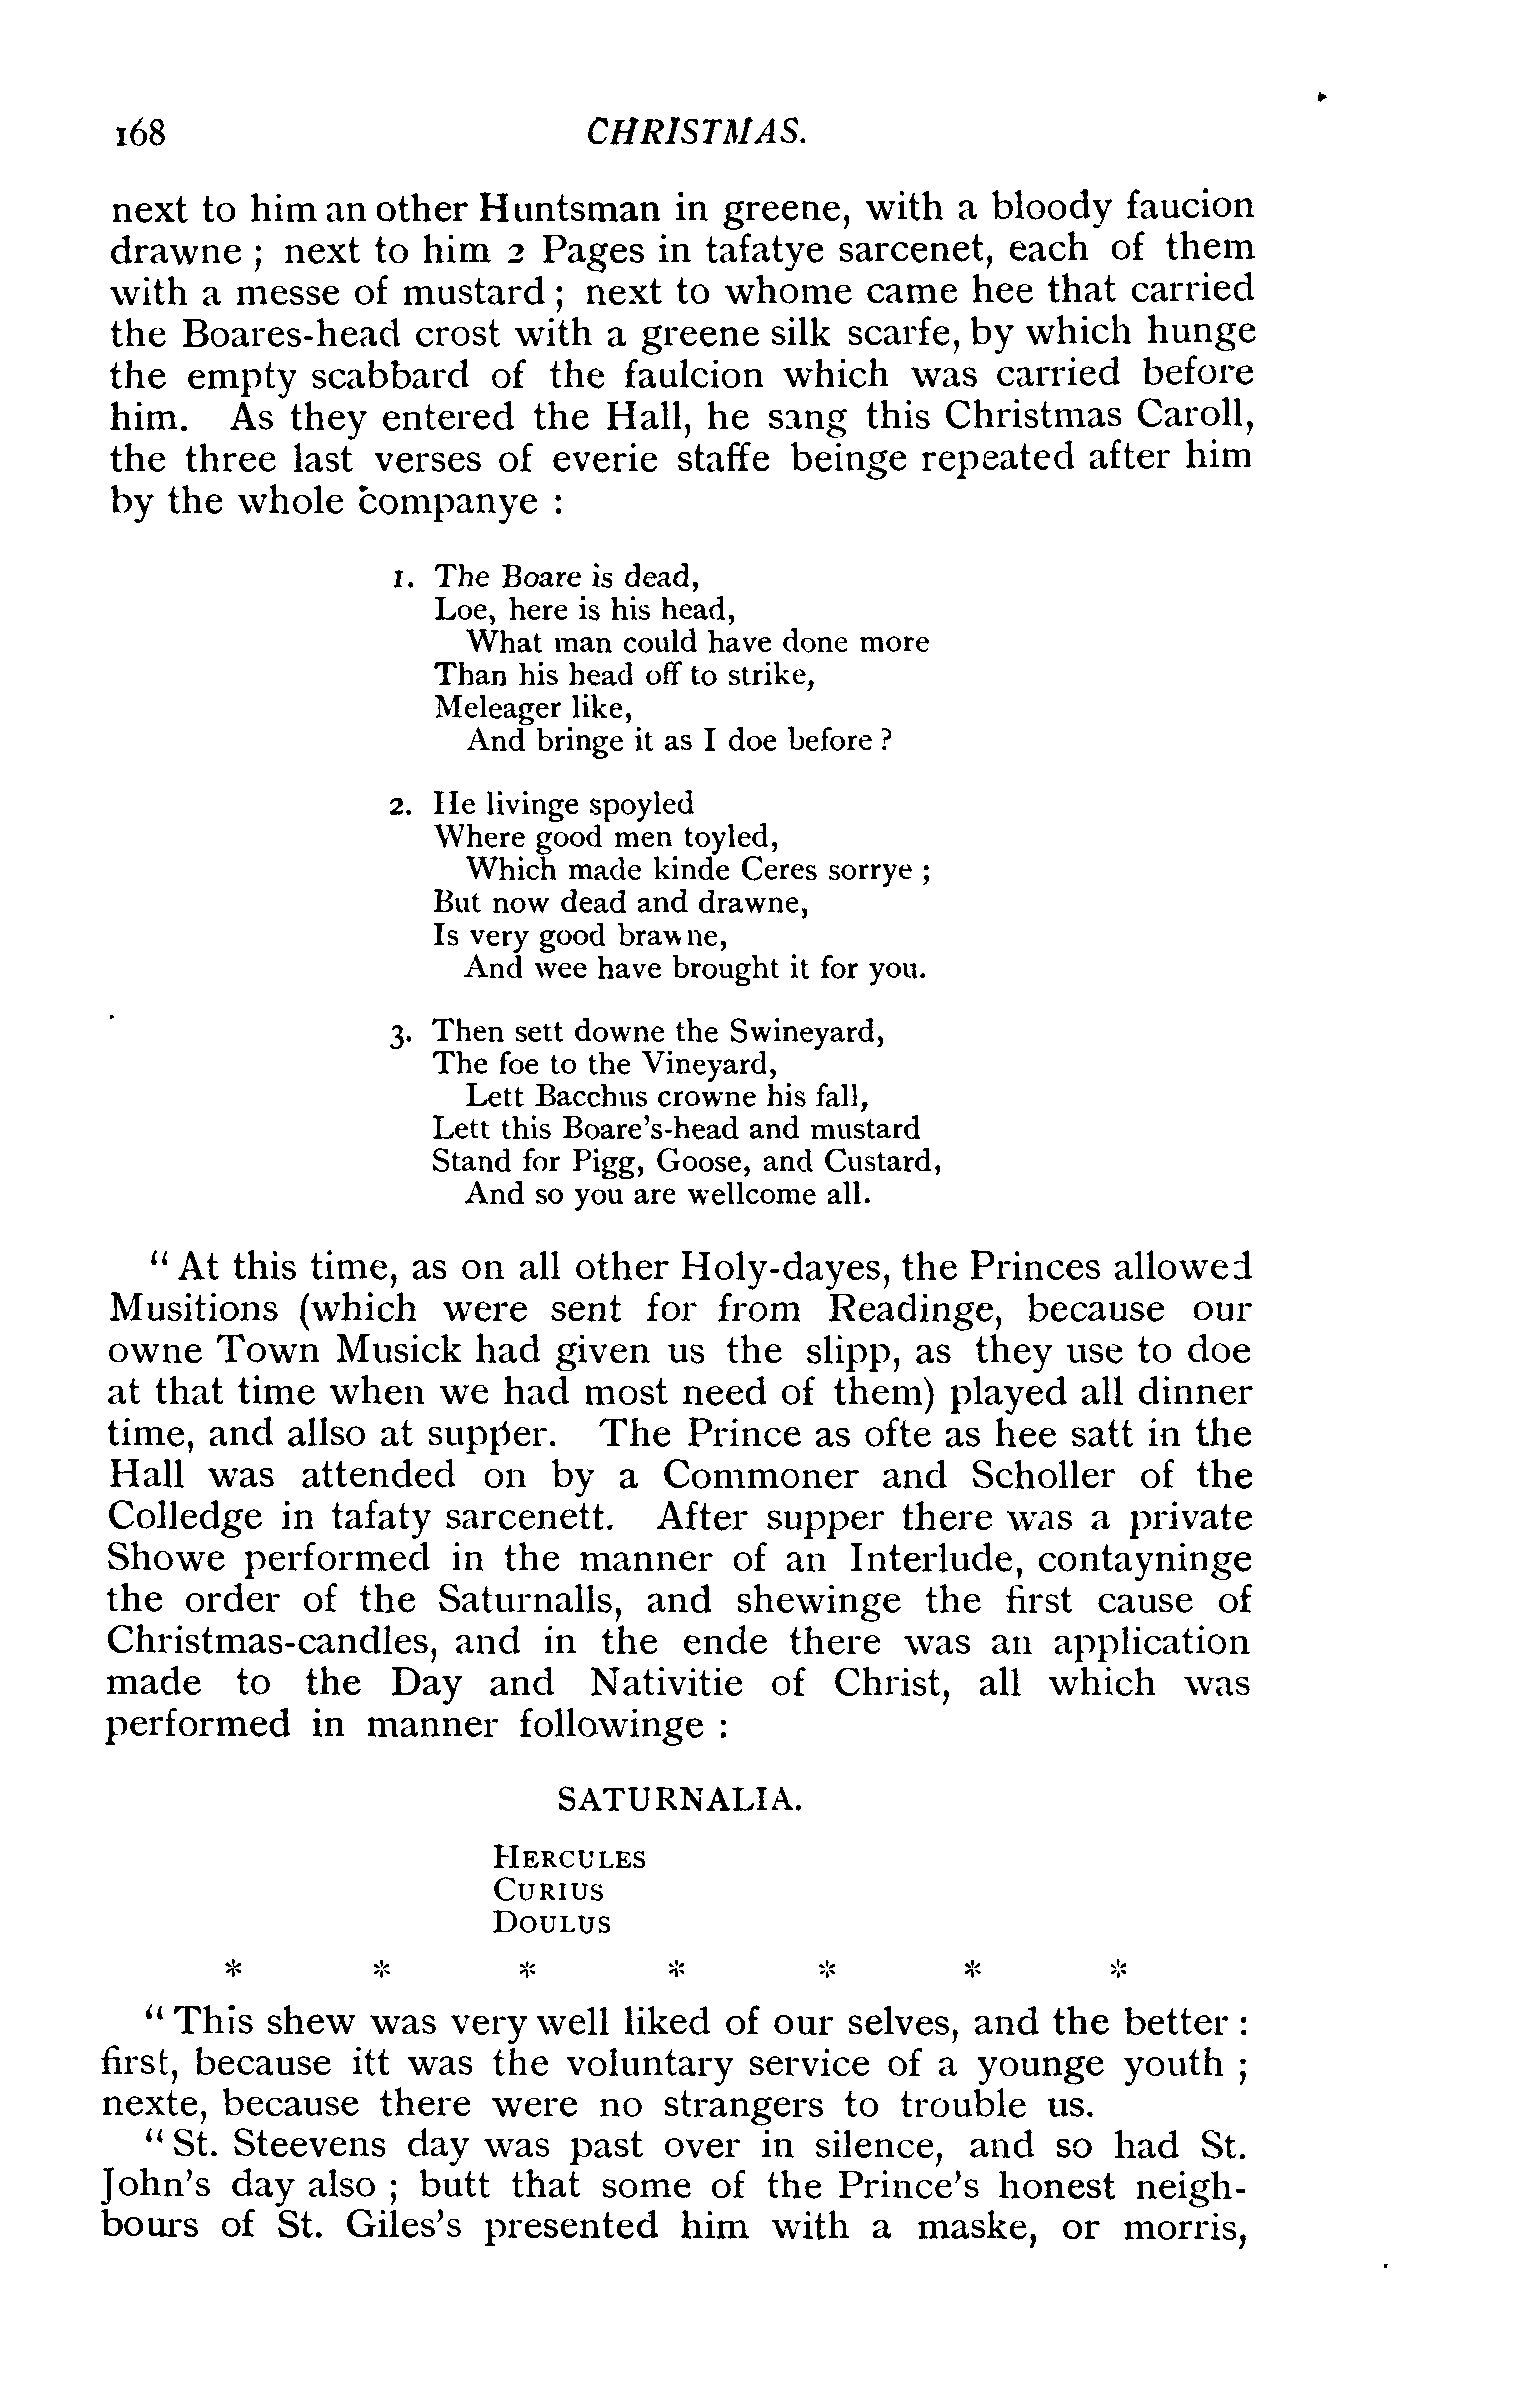 168 CHRISTMAS.
next to him an other Huntsman in greene, with a bloody faucion
drawne ; next to him 2 Pages in tafatye sarcenet, each of them
with a messe of mustard ; next to whome came hee that carried
the Boares-head crost with a greene silk scarfe, by which hunge
the empty scabbard of the faulcion which was carried before
him. As they entered the Hall, he sang this Christmas Caroll,
the three last verses of everie staffe beinge repeated after him
by the whole companye :
1. The Boare is dead,
Loe, here is his head,
What man could have done more
Than his head off to strike,
Meleager like,
And bringe it as I doe before ?
2. He livinge spoyled
Where good men toyled,
Which made kinde Ceres sorrye ;
But now dead and drawne,
Is very good brawne,
And wee have brought it for you.
3. Then sett downe the Swineyard,
The foe to the Vineyard,
Lett Bacchus crowne his fall,
Lett this Boare's-head and mustard
Stand for Pigg, Goose, and Custard,
And so you are wellcome all.
" At this time, as on all other Holy-dayes, the Princes allowed
Musitions (which were sent for from Readinge, because our
owne Town Musick had given us the slipp, as they use to doe
at that time when we had most need of them) played all dinner
time, and allso at supper. The Prince as ofte as hee satt in the
Hall was attended on by a Commoner and Scholler of the
Colledge in tafaty sarcenett. After supper there was a private
Showe performed in the manner of an Interlude, contayninge
the order of the Saturnalls, and shewinge the first cause of
Christmas-candles, and in the ende there was an application
made to the Day and Nativitie of Christ, all which was
performed in manner followinge :
SATURNALIA.
HERCULES
CURIUS
DOULUS
* * * * * * *
" This shew was very well liked of our selves, and the better :
first, because itt was the voluntary service of a younge youth ;
nexte, because there were no strangers to trouble us.
" St. Steevens day was past over in silence, and so had St.
John's day also ; butt that some of the Prince's honest neigh-
bours of St. Giles's presented him with a maske, or morris,